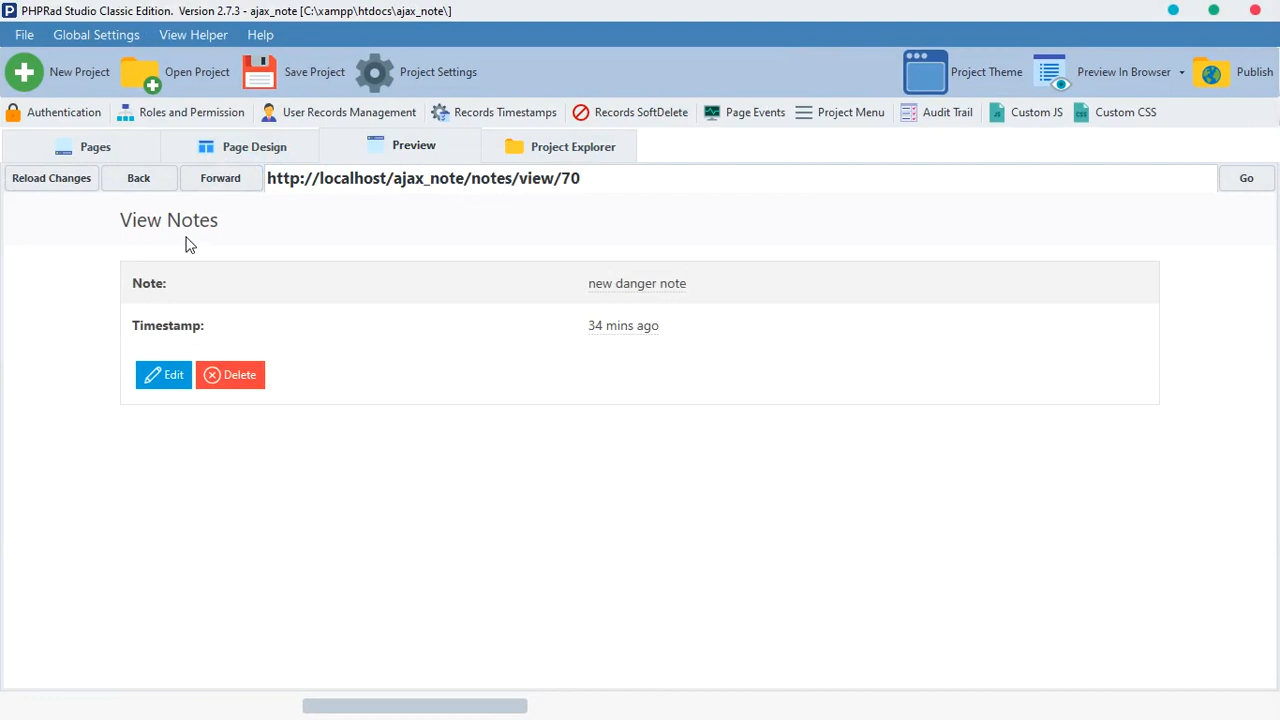 PHPRad Studio Classic Edition. Version 2.7.3 - ajax_note [C:\xampp\htdocs\ajax_note\]
File Global Settings View Helper Help
New Project Open Project Save Project Project Settings Project Theme Preview In Browser Publish
Authentication Roles and Permission User Records Management Records Timestamps Records SoftDelete Page Events Project Menu Audit Trail Custom JS Custom CSS
Pages Page Design Preview Project Explorer
Reload Changes Back Forward http://localhost/ajax_note/notes/view/70 Go
View Notes
Note: new danger note
Timestamp: 34 mins ago
Edit Delete